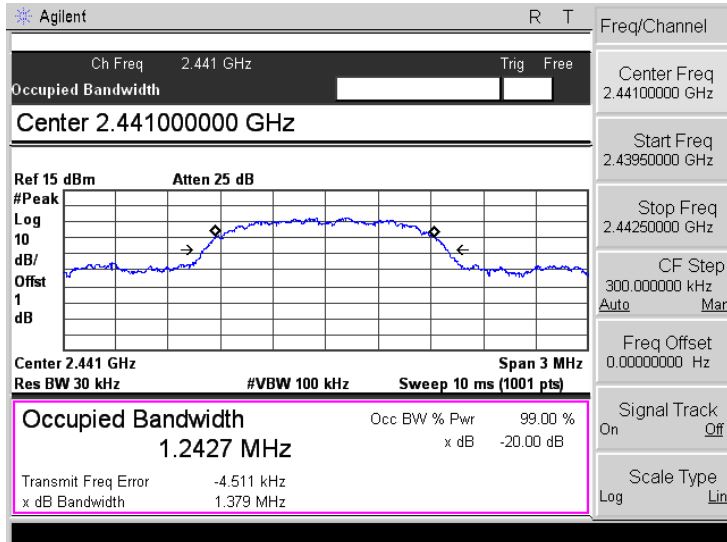 Agilent R T
Ch Freq 2.441 GHz Trig Free
Occupied Bandwidth
Center 2.441000000 GHz
Ref 15 dBm Atten 25 dB
#Peak
Log
10
dB/
Offst
1
dB
Center 2.441 GHz Span 3 MHz
Res BW 30 kHz #VBW 100 kHz Sweep 10 ms (1001 pts)
Occupied Bandwidth Occ BW % Pwr 99.00 %
1.2427 MHz x dB -20.00 dB
Transmit Freq Error -4.511 kHz
x dB Bandwidth 1.379 MHz
Freq/Channel
Center Freq
2.44100000 GHz
Start Freq
2.43950000 GHz
Stop Freq
2.44250000 GHz
CF Step
300.000000 kHz
Auto Man
Freq Offset
0.00000000 Hz
Signal Track
On Off
Scale Type
Log Lin